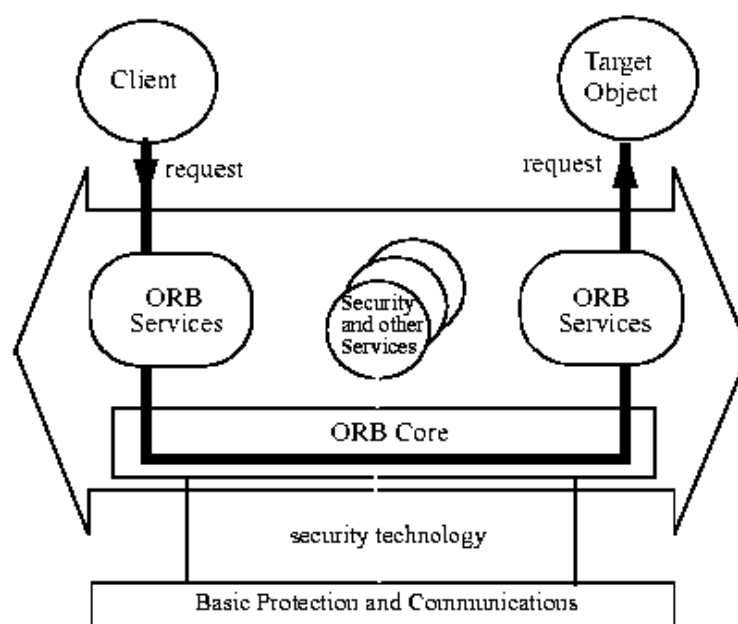 Client
Target
Object
request
request
ORB
Services
Security
and other
Services
ORB
Services
ORB Core
security technology
Basic Protection and Communications